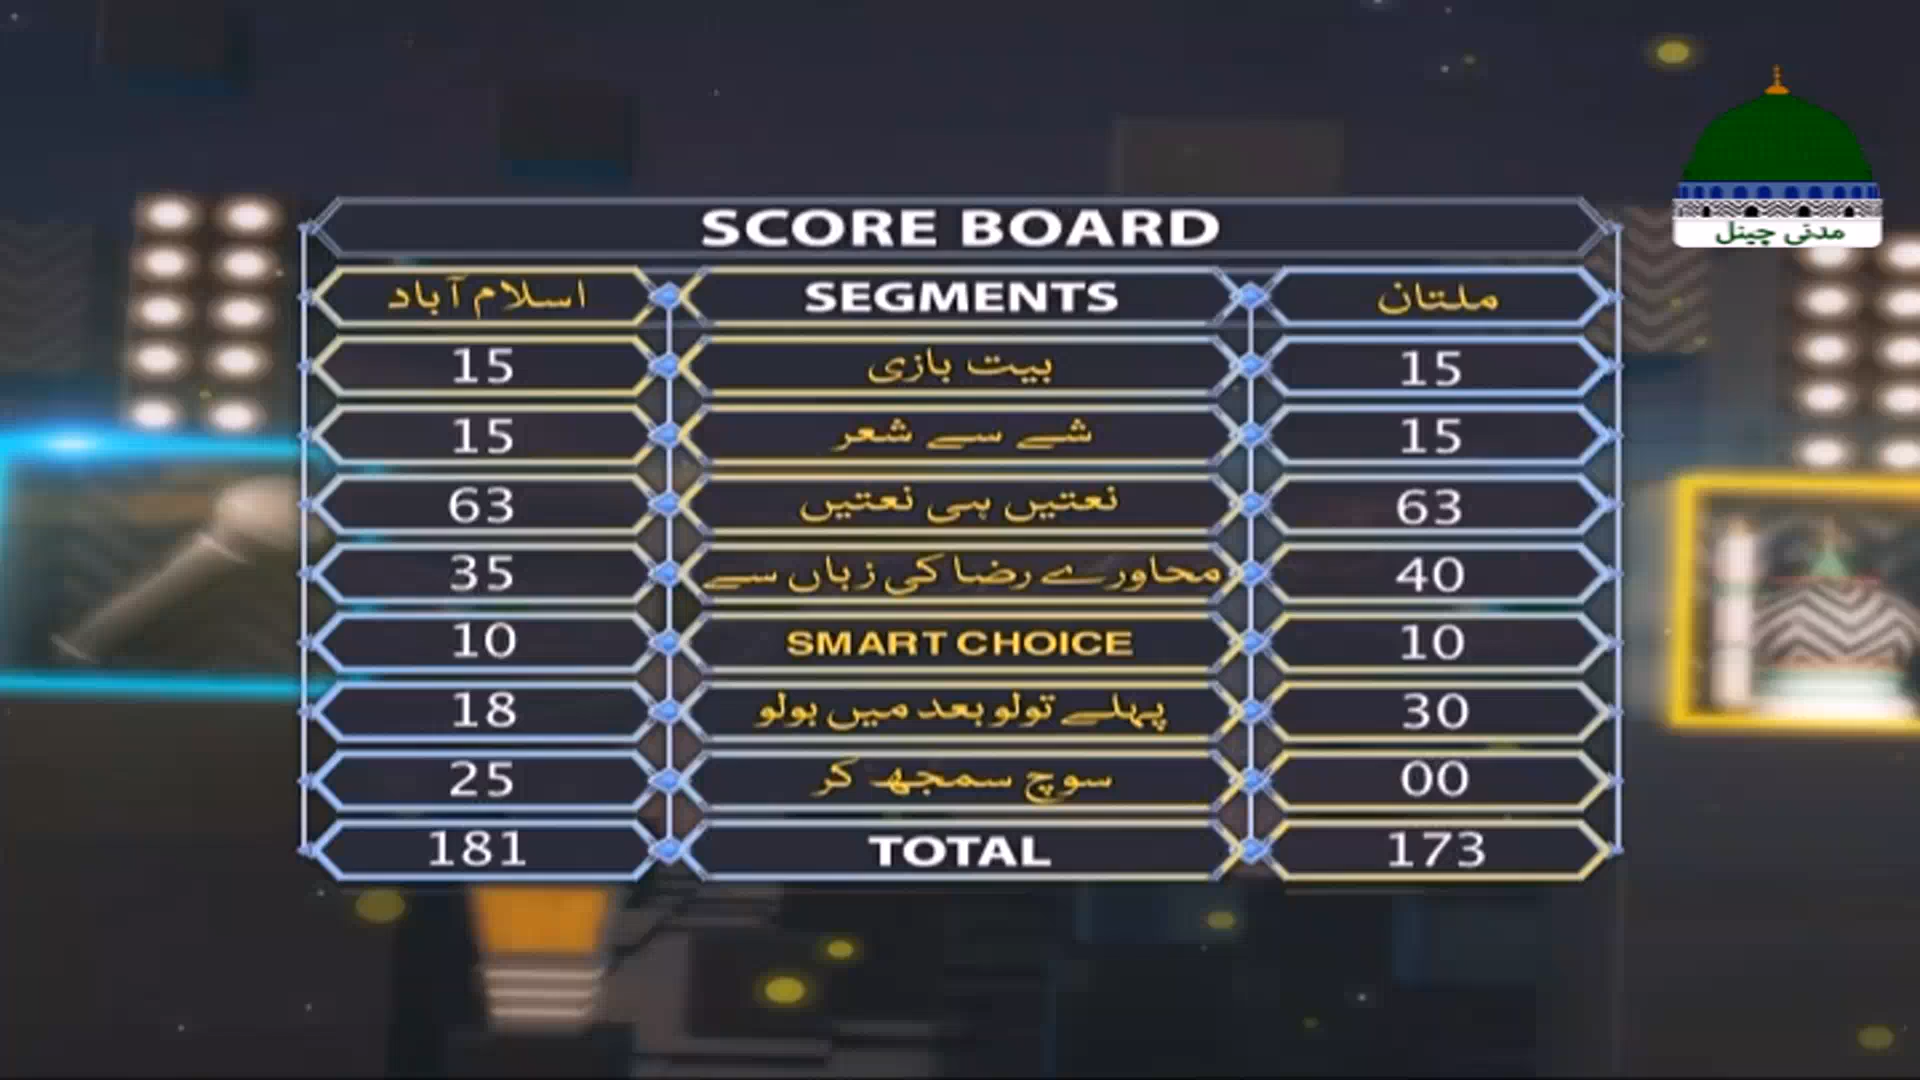 مدنی چینل
SCORE BOARD
اسلام آباد SEGMENTS ملتان
15 بیت بازی 15
15 شے سے شعر 15
63 نعتیں ہی نعتیں 63
35 محاورے رضا کی زباں سے 40
10 SMART CHOICE 10
18 پہلے تولو بعد میں بولو 30
25 سوچ سمجھ کر 00
181 TOTAL 173